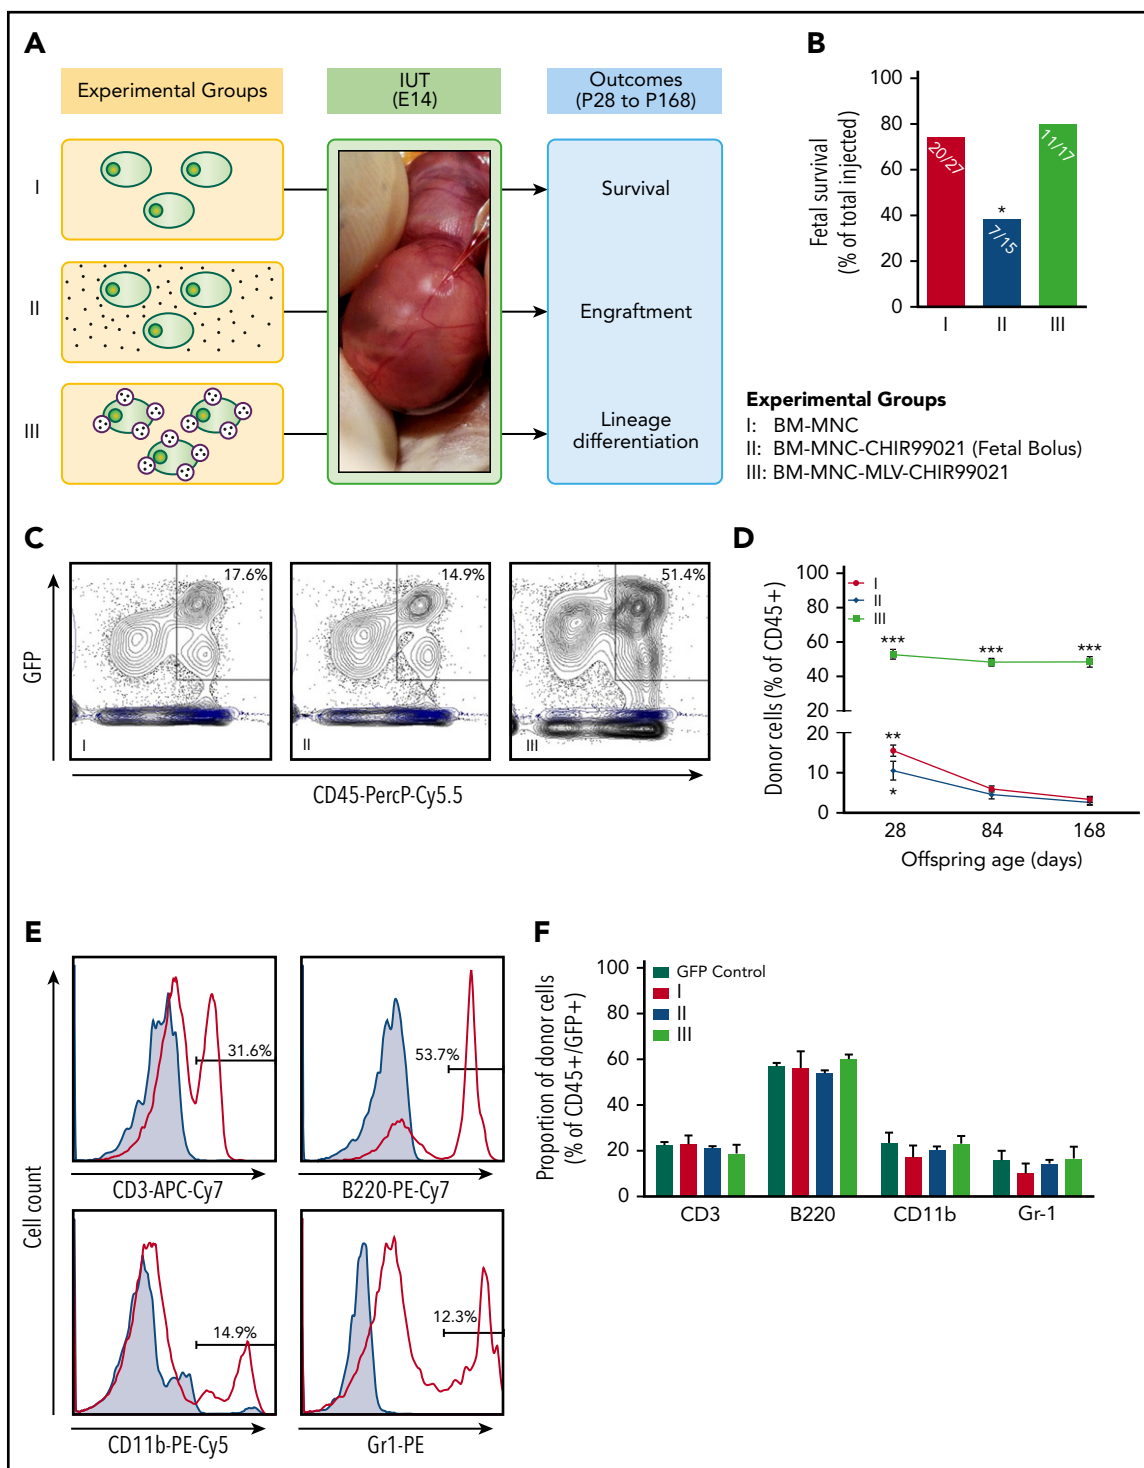 A
Experimental Groups
IUT
(E14)
Outcomes
(P28 to P168)
I
II
III
Survival
Engraftment
Lineage
differentiation
B
Fetal survival
(% of total injected)
100
80
60
40
20
0
20/27
*
7/15
11/17
I
II
III
Experimental Groups
I: BM-MNC
II: BM-MNC-CHIR99021 (Fetal Bolus)
III: BM-MNC-MLV-CHIR99021
C
GFP
17.6%
I
14.9%
II
51.4%
III
CD45-PercP-Cy5.5
D
Donor cells (% of CD45+)
100
80
60
40
20
20
10
0
I
II
III
***
***
***
**
*
28
84
168
Offspring age (days)
E
Cell count
31.6%
CD3-APC-Cy7
53.7%
B220-PE-Cy7
14.9%
CD11b-PE-Cy5
12.3%
Gr1-PE
F
Proportion of donor cells
(% of CD45+/GFP+)
100
80
60
40
20
0
GFP Control
I
II
III
CD3
B220
CD11b
Gr-1